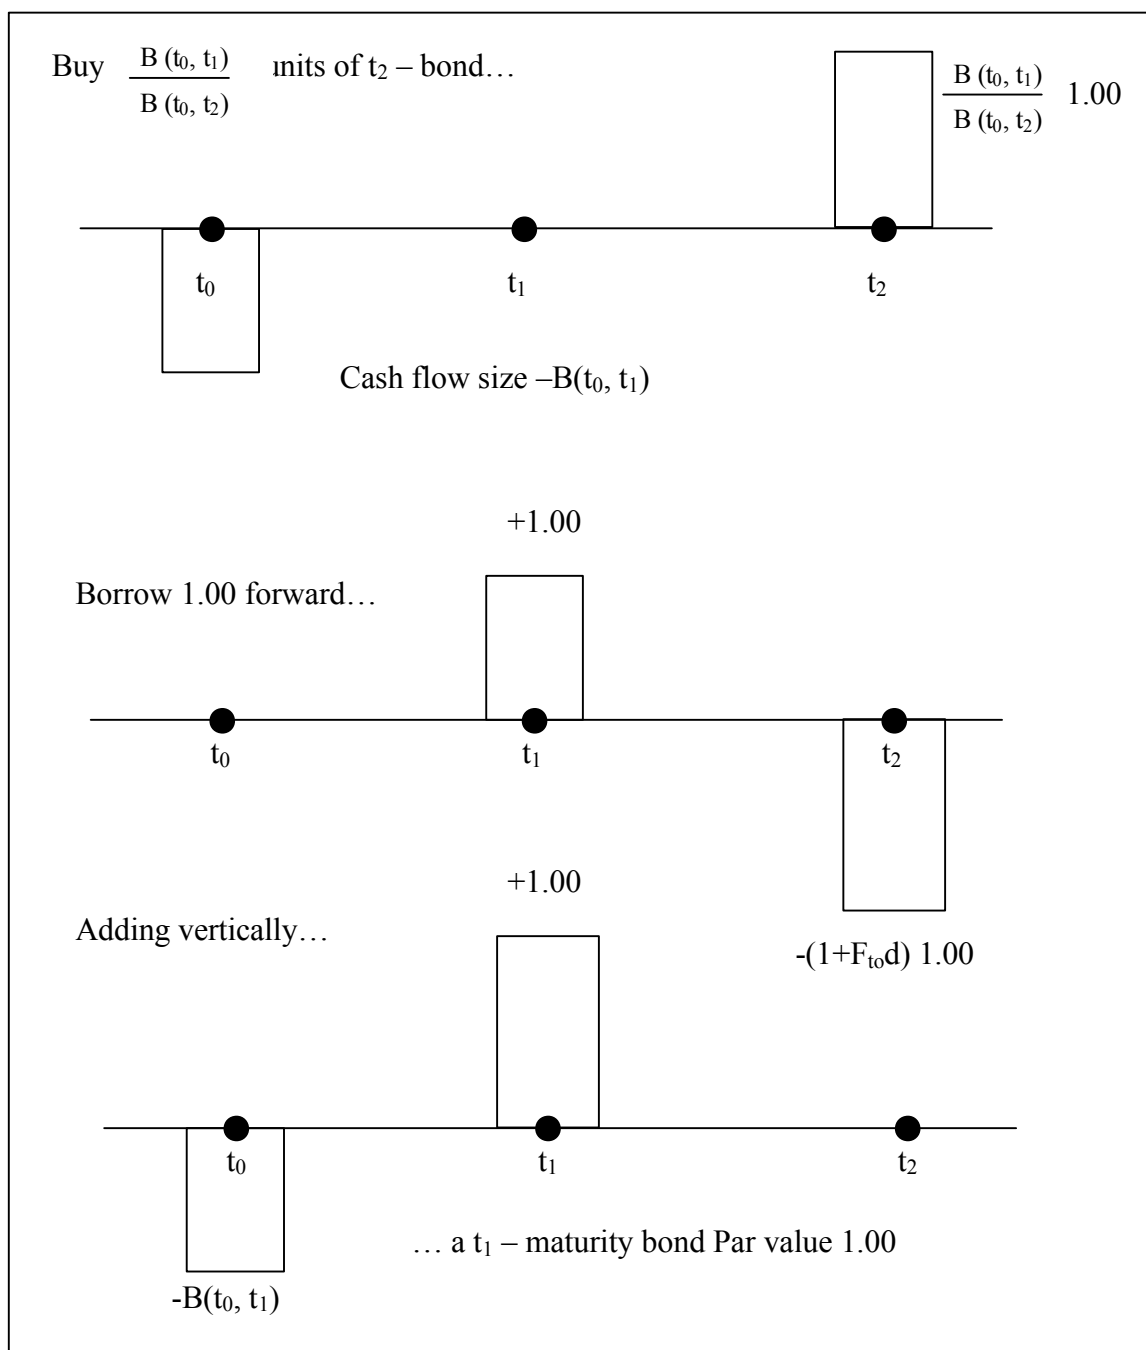 Buy B (t₀, t₁) / B (t₀, t₂) units of t₂ – bond…
B (t₀, t₁) / B (t₀, t₂) 1.00
t₀ t₁ t₂
Cash flow size –B(t₀, t₁)
+1.00
Borrow 1.00 forward…
t₀ t₁ t₂
+1.00
Adding vertically…
-(1+Fₜₒd) 1.00
t₀ t₁ t₂
… a t₁ – maturity bond Par value 1.00
-B(t₀, t₁)